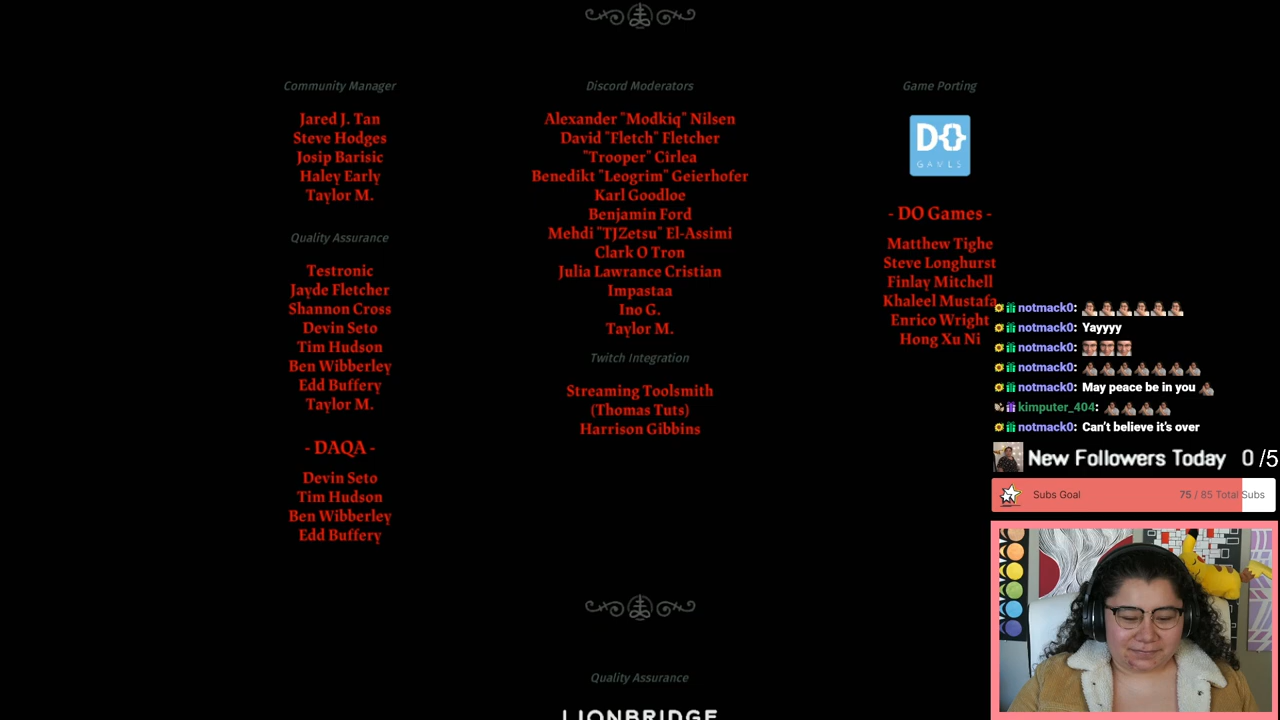 Community Manager
Jared J. Tan
Steve Hodges
Josip Barisic
Haley Early
Taylor M.
Quality Assurance
Testronic
Jayde Fletcher
Shannon Cross
Devin Seto
Tim Hudson
Ben Wibberley
Edd Buffery
Taylor M.
- DAQA -
Devin Seto
Tim Hudson
Ben Wibberley
Edd Buffery
Discord Moderators
Alexander "Modkiq" Nilsen
David "Fletch" Fletcher
"Trooper" Cîrlea
Benedikt "Leogrim" Geierhofer
Karl Goodloe
Benjamin Ford
Mehdi "TJZetsu" El-Assimi
Clark O Tron
Julia Lawrance Cristian
Impastaa
Ino G.
Taylor M.
Twitch Integration
Streaming Toolsmith
(Thomas Tuts)
Harrison Gibbins
Game Porting
DO
GAMES
- DO Games -
Matthew Tighe
Steve Longhurst
Finlay Mitchell
Khaleel Mustafa
Enrico Wright
Hong Xu Ni
notmack0:
notmack0: Yayyyy
notmack0:
notmack0:
notmack0: May peace be in you
kimputer_404:
notmack0: Can't believe it's over
New Followers Today 0 /5
Subs Goal 75 / 85 Total Subs
Quality Assurance
LIONBRIDGE